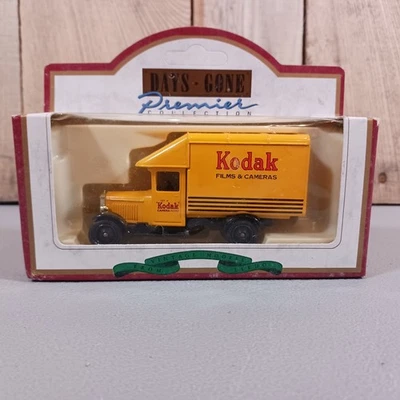 DAYS · GONE
Premier
COLLECTION
Kodak
FILMS & CAMERAS
Kodak